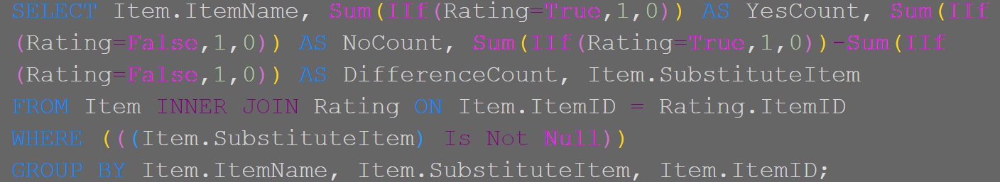 SELECT Item.ItemName, Sum(IIf(Rating=True,1,0)) AS YesCount, Sum(IIf
(Rating=False,1,0)) AS NoCount, Sum(IIf(Rating=True,1,0))-Sum(IIf
(Rating=False,1,0)) AS DifferenceCount, Item.SubstituteItem
FROM Item INNER JOIN Rating ON Item.ItemID = Rating.ItemID
WHERE (((Item.SubstituteItem) Is Not Null))
GROUP BY Item.ItemName, Item.SubstituteItem, Item.ItemID;